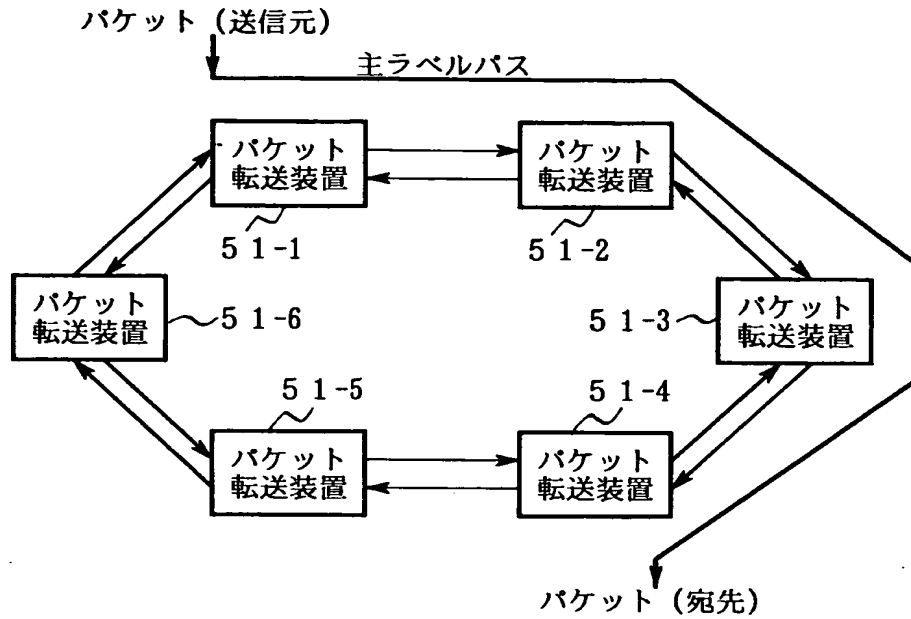 パケット (送信元)
主ラベルパス
パケット
転送装置
パケット
転送装置
51-1
51-2
パケット
転送装置
51-6
51-3
パケット
転送装置
51-5
51-4
パケット
転送装置
パケット
転送装置
パケット (宛先)